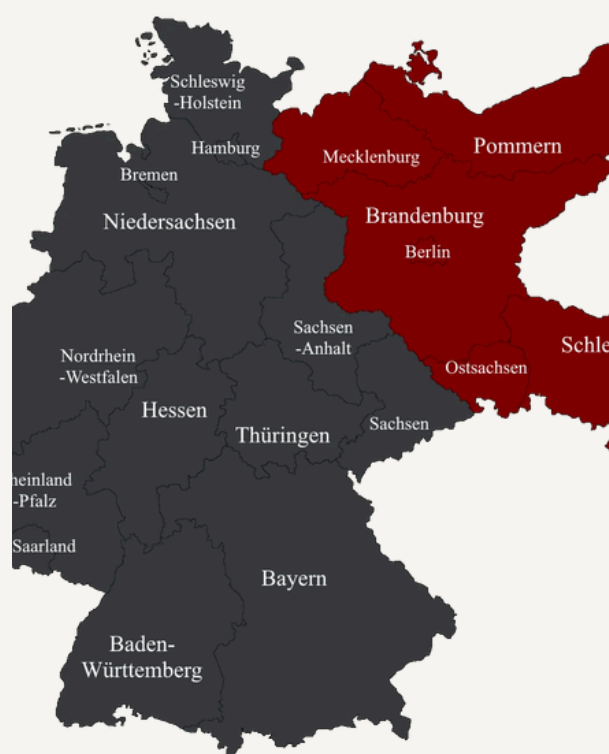 Schleswig
-Holstein
Hamburg
Bremen
Niedersachsen
Mecklenburg
Pommern
Brandenburg
Berlin
Sachsen
-Anhalt
Nordrhein
-Westfalen
Hessen
Thüringen
Sachsen
Ostsachsen
Schle
heinland
-Pfalz
Saarland
Bayern
Baden-
Württemberg